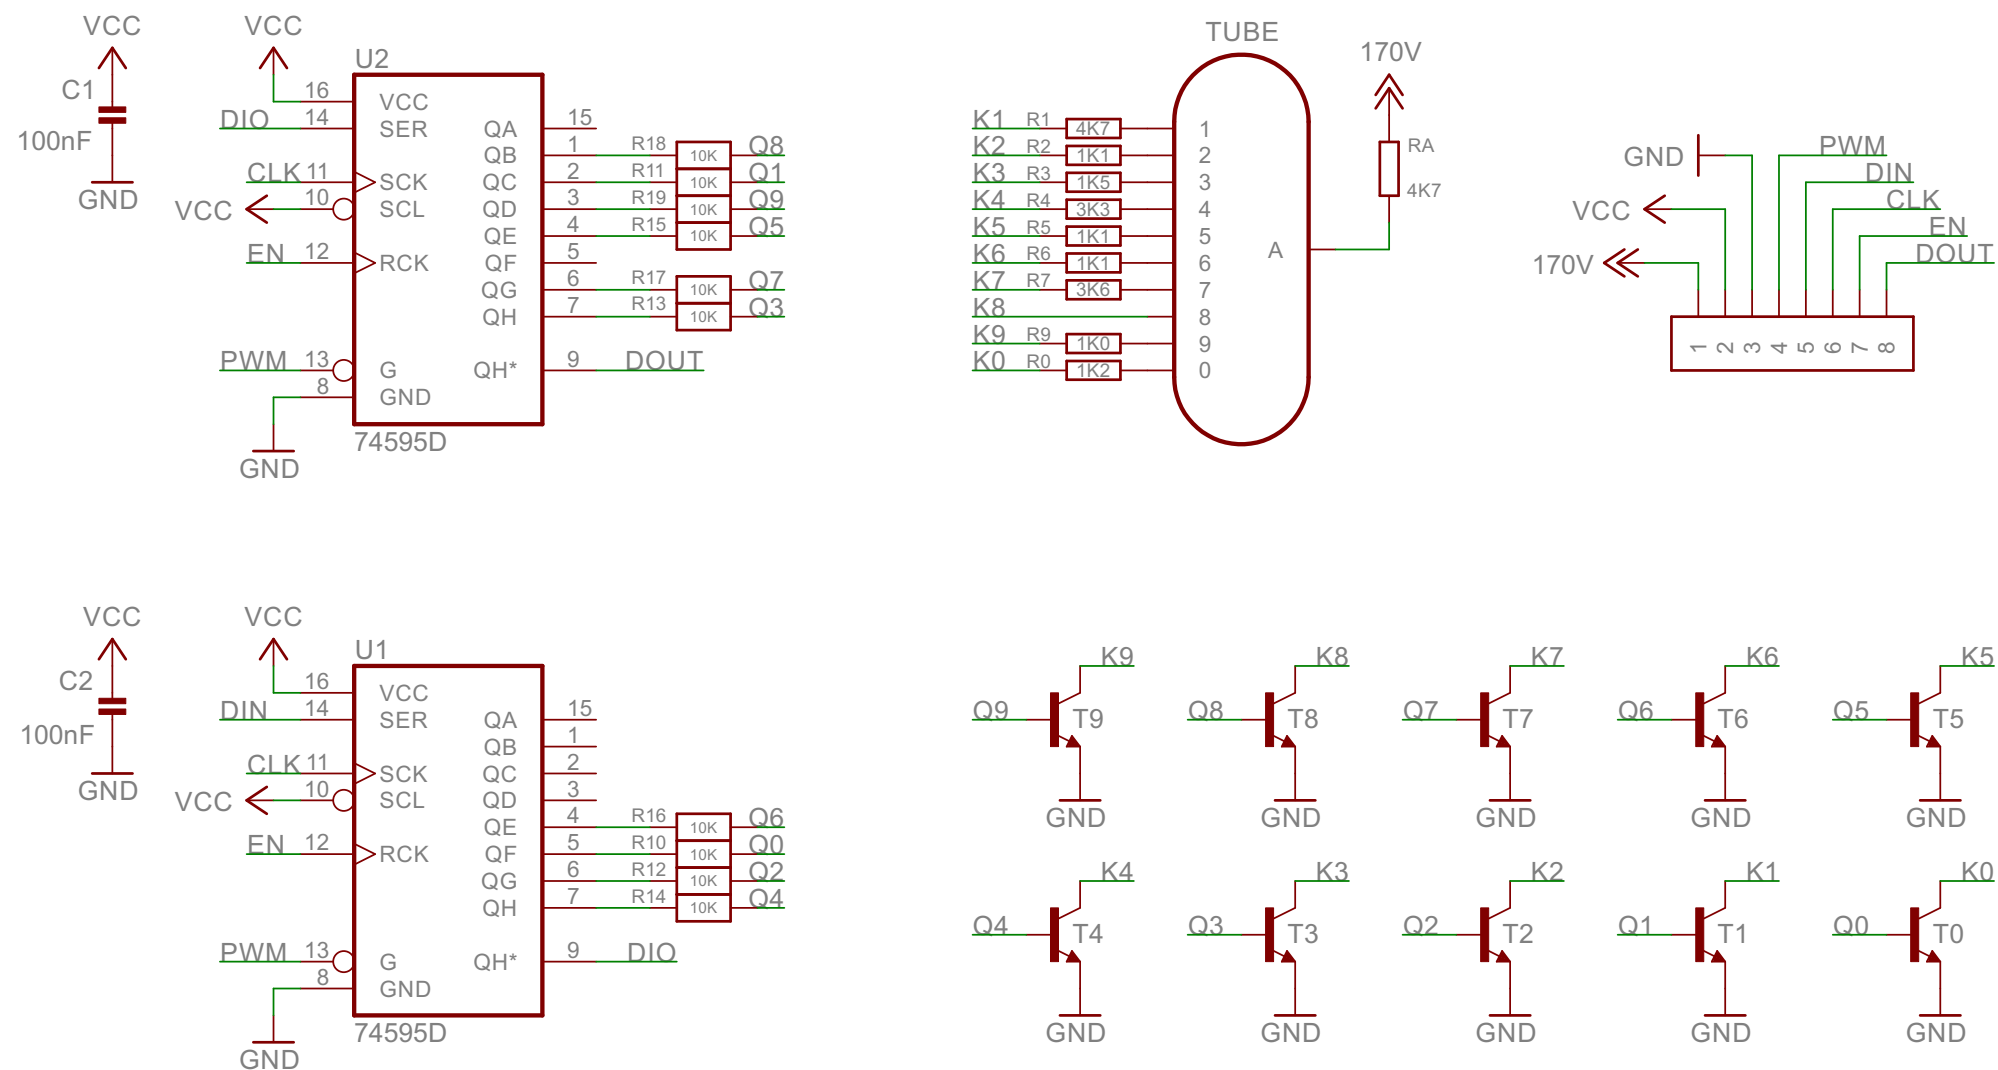 VCC
VCC
U2
C1
100nF
GND
16 VCC
DIO 14 SER
CLK 11 SCK
VCC 10 SCL
EN 12 RCK
PWM 13 G
8 GND
GND
QA 15
QB 1 R18 10K Q8
QC 2 R11 10K Q1
QD 3 R19 10K Q9
QE 4 R15 10K Q5
QF 5
QG 6 R17 10K Q7
QH 7 R13 10K Q3
QH* 9 DOUT
74595D
TUBE
170V
RA
4K7
K1 R1 4K7 1
K2 R2 1K1 2
K3 R3 1K5 3
K4 R4 3K3 4
K5 R5 1K1 5
K6 R6 1K1 6
K7 R7 3K6 7
K8 8
K9 R9 1K0 9
K0 R0 1K2 0
A
GND
VCC
170V
PWM
DIN
CLK
EN
DOUT
1 2 3 4 5 6 7 8
VCC
VCC
U1
C2
100nF
GND
16 VCC
DIN 14 SER
CLK 11 SCK
VCC 10 SCL
EN 12 RCK
PWM 13 G
8 GND
GND
QA 15
QB 1
QC 2
QD 3
QE 4 R16 10K Q6
QF 5 R10 10K Q0
QG 6 R12 10K Q2
QH 7 R14 10K Q4
QH* 9 DIO
74595D
K9 K8 K7 K6 K5
Q9 T9 Q8 T8 Q7 T7 Q6 T6 Q5 T5
GND GND GND GND GND
K4 K3 K2 K1 K0
Q4 T4 Q3 T3 Q2 T2 Q1 T1 Q0 T0
GND GND GND GND GND